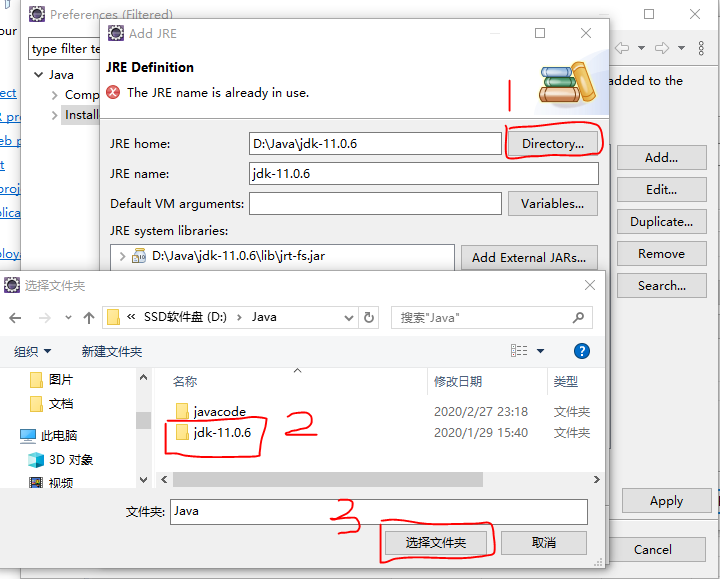 Preferences (Filtered)
our
type filter te
Java
Comp
Install
ect
R pro
eb p
t
proj
plica
ployа
Add JRE
JRE Definition
The JRE name is already in use.
1
added to the
JRE home:
D:\Java\jdk-11.0.6
Directory...
JRE name:
jdk-11.0.6
Default VM arguments:
Variables...
JRE system libraries:
D:\Java\jdk-11.0.6\lib\jrt-fs.jar
Add External JARs...
Add...
Edit...
Duplicate...
Remove
Search...
选择文件夹
« SSD软件盘 (D:) › Java
搜索"Java"
组织
新建文件夹
图片
文档
此电脑
3D 对象
视频
名称
修改日期
类型
javacode
2020/2/27 23:18
文件夹
jdk-11.0.6
2020/1/29 15:40
文件夹
2
文件夹:
Java
3
选择文件夹
取消
Apply
Cancel